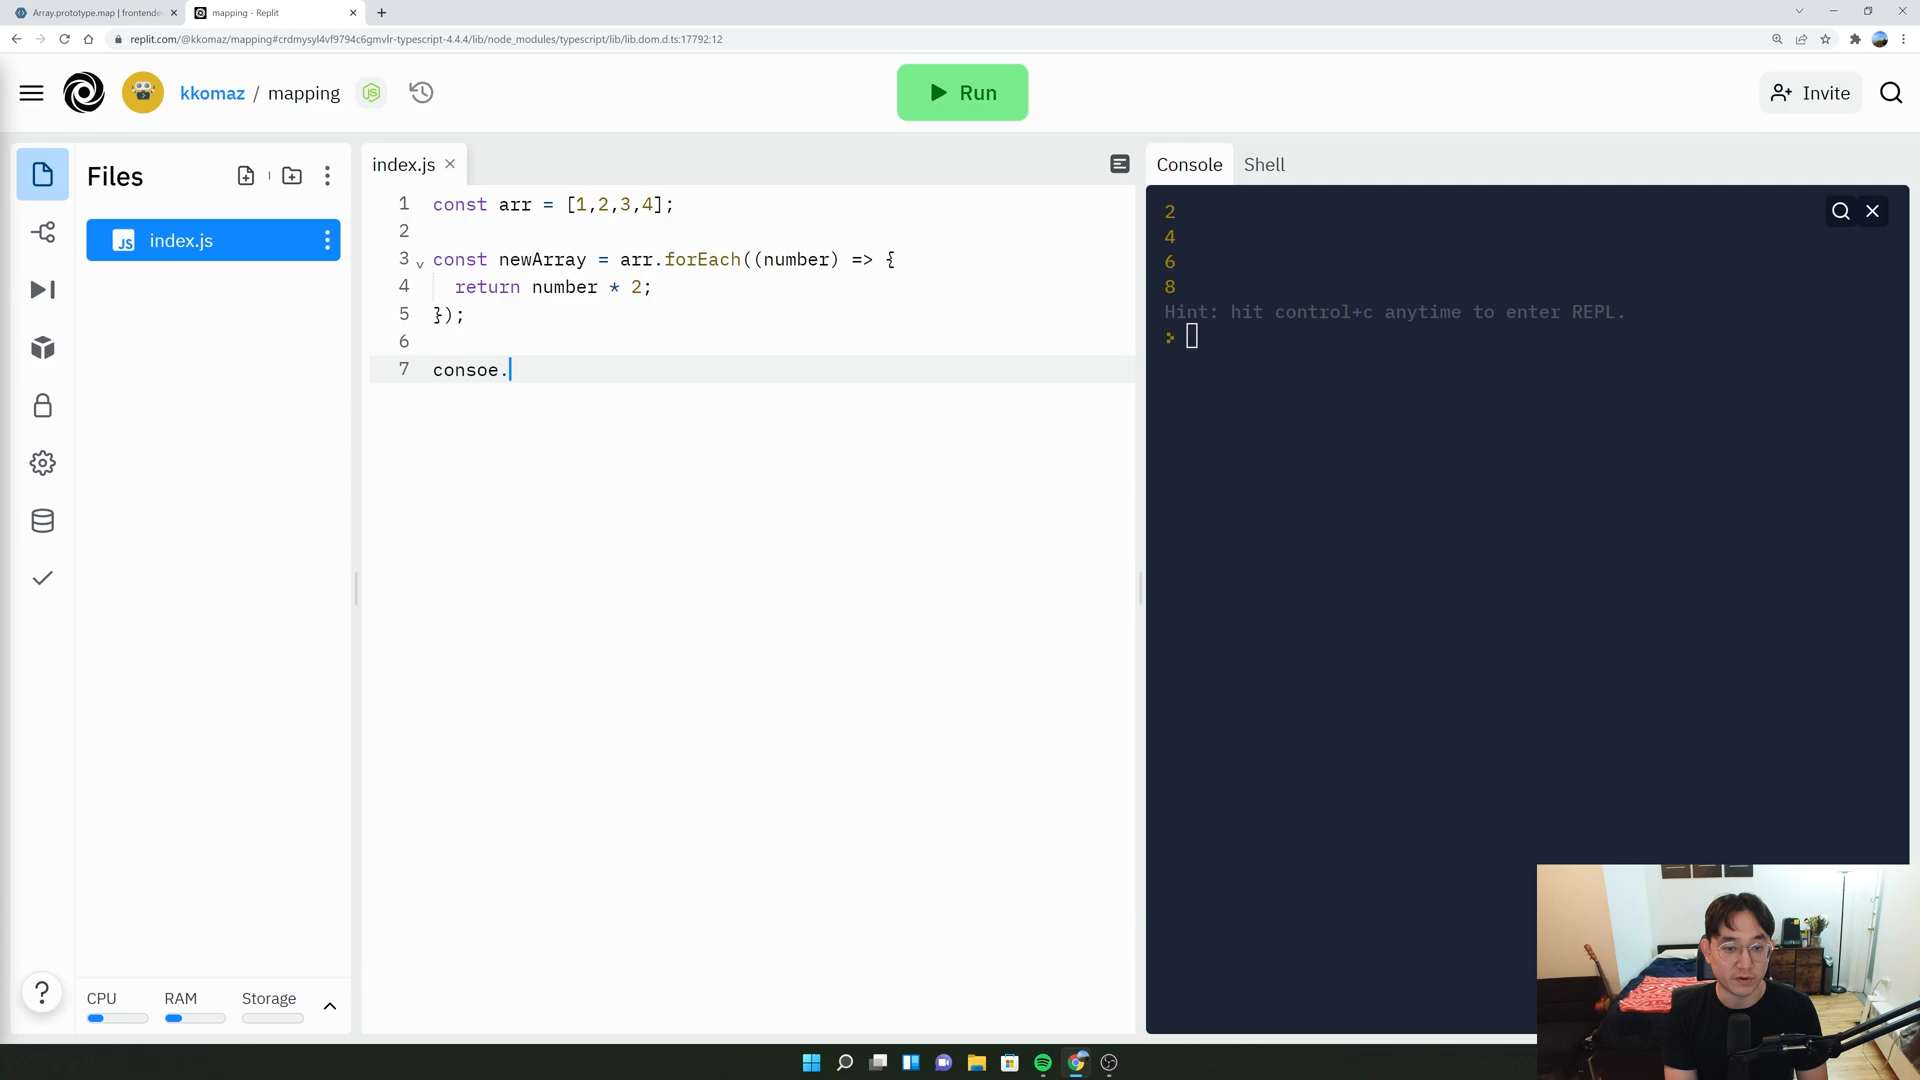 Array.prototype.map | frontende
mapping - Replit
replit.com/@kkomaz/mapping#crdmysyl4vf9794c6gmvlr-typescript-4.4.4/lib/node_modules/typescript/lib/lib.dom.d.ts:17792:12
kkomaz / mapping
Run
Invite
Files
index.js
Console
Shell
JS index.js
1 const arr = [1,2,3,4];
2
3 const newArray = arr.forEach((number) => {
4 return number * 2;
5 });
6
7 consoe.
2
4
6
8
Hint: hit control+c anytime to enter REPL.
>
?
CPU
RAM
Storage